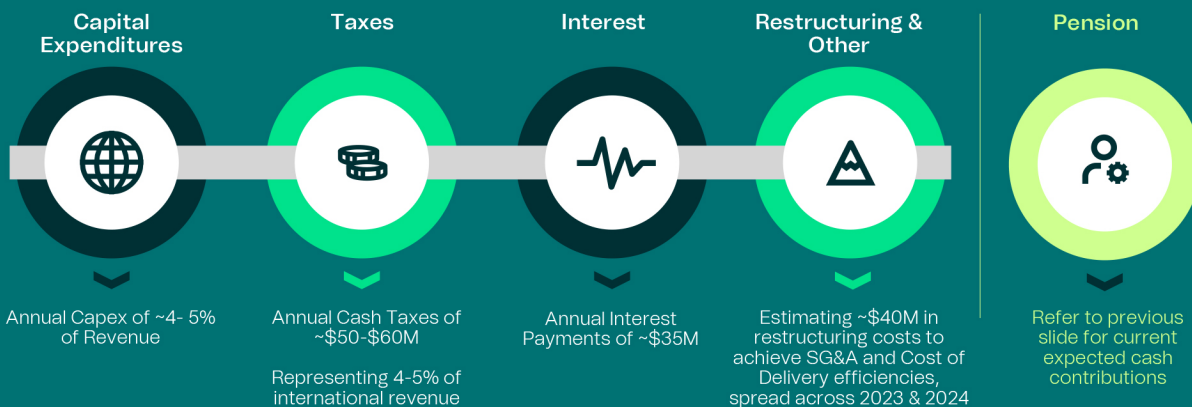 Capital
Expenditures
Taxes
Interest
Restructuring &
Other
Pension
Annual Capex of ~4- 5%
of Revenue
Annual Cash Taxes of
~$50-$60M
Representing 4-5% of
international revenue
Annual Interest
Payments of ~$35M
Estimating ~$40M in
restructuring costs to
achieve SG&A and Cost of
Delivery efficiencies,
spread across 2023 & 2024
Refer to previous
slide for current
expected cash
contributions